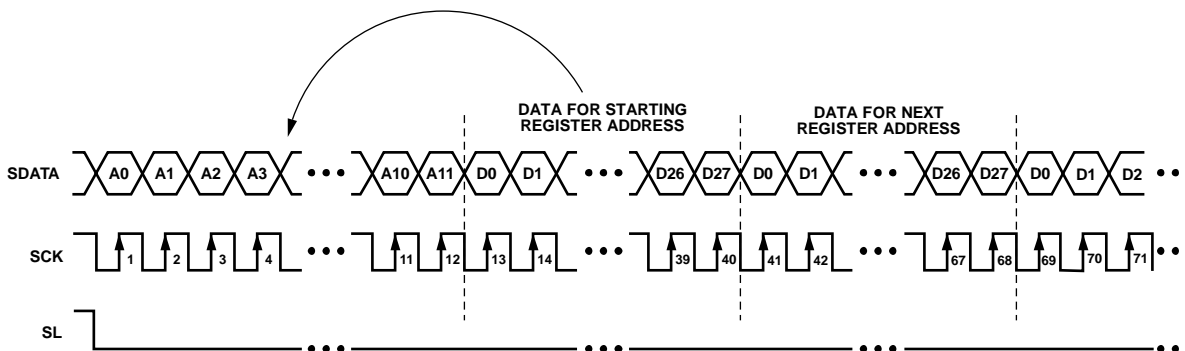 DATA FOR STARTING
REGISTER ADDRESS
DATA FOR NEXT
REGISTER ADDRESS
SDATA A0 A1 A2 A3 A10 A11 D0 D1 D26 D27 D0 D1 D26 D27 D0 D1 D2
SCK 1 2 3 4 11 12 13 14 39 40 41 42 67 68 69 70 71
SL